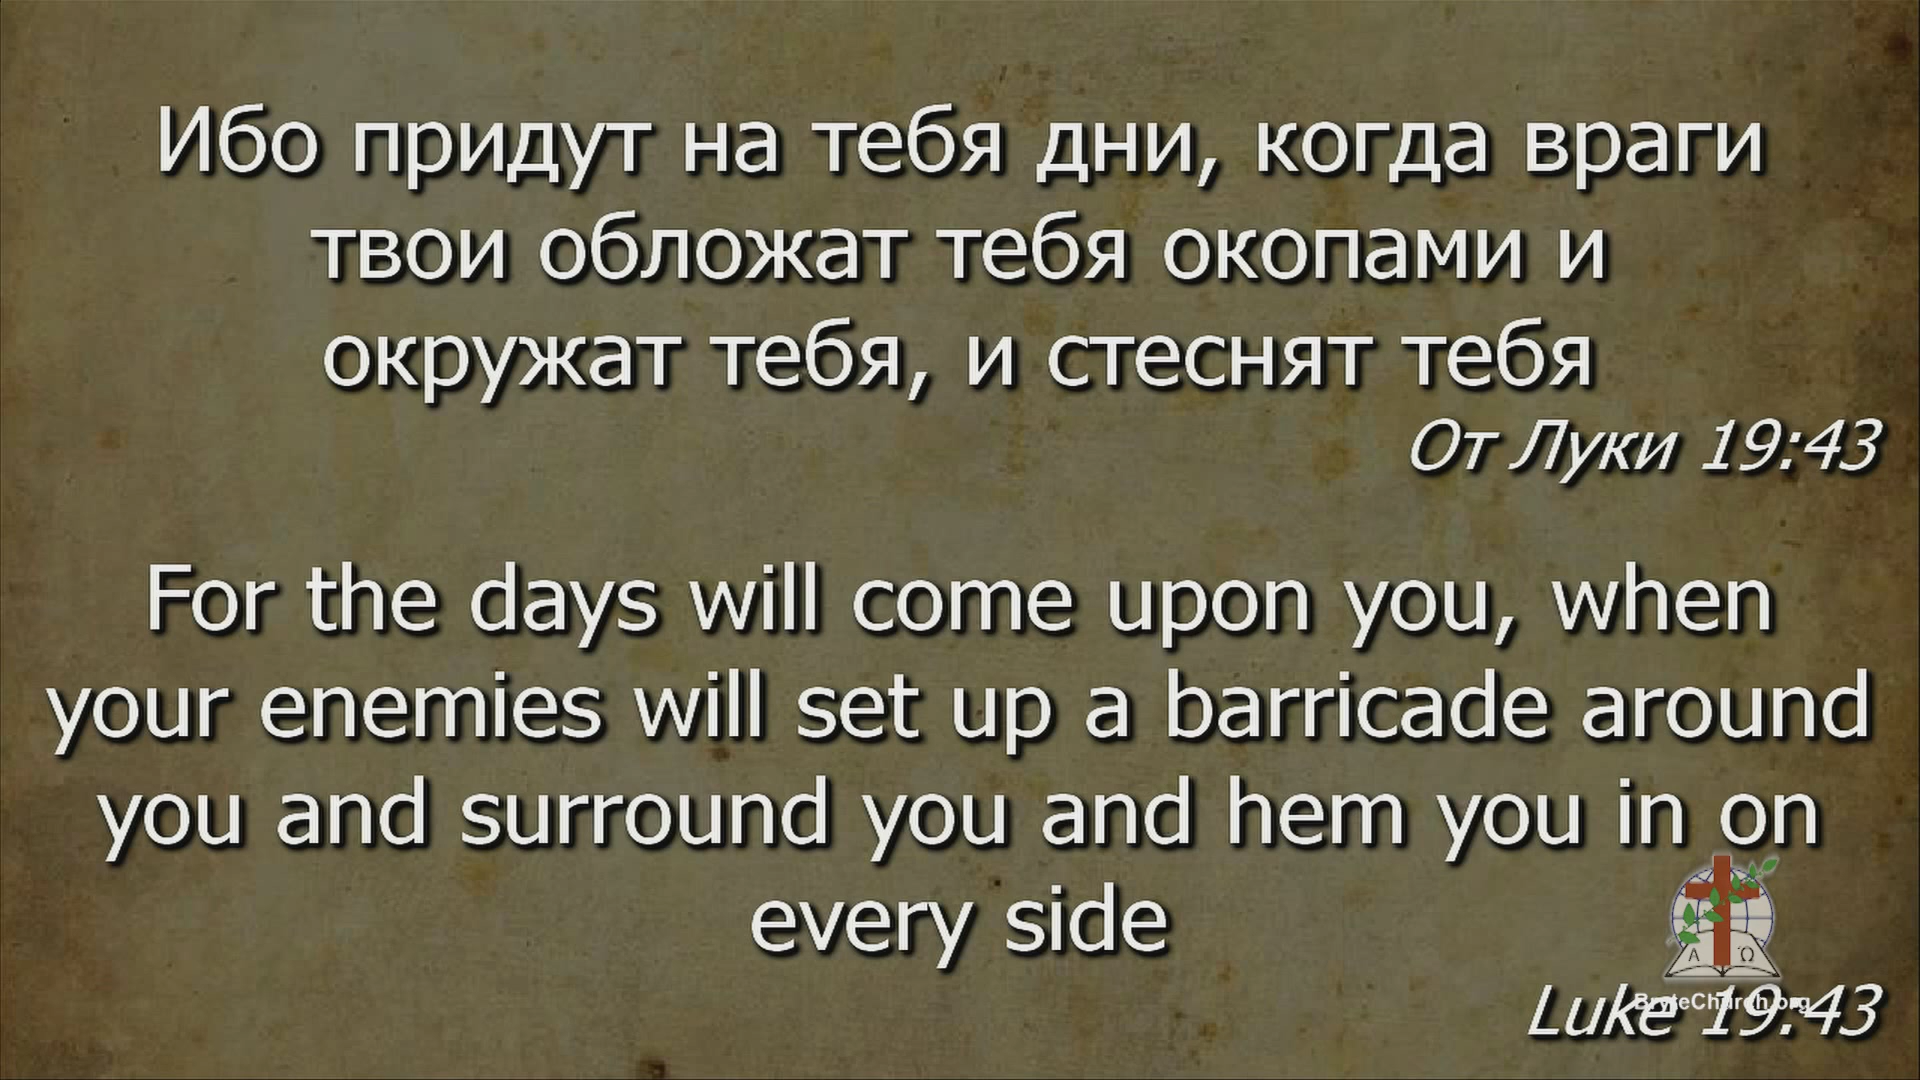 Ибо придут на тебя дни, когда враги
твои обложат тебя окопами и
окружат тебя, и стеснят тебя
От Луки 19:43
For the days will come upon you, when
your enemies will set up a barricade around
you and surround you and hem you in on
every side
Α Ω
BryteChurch.org
Luke 19:43